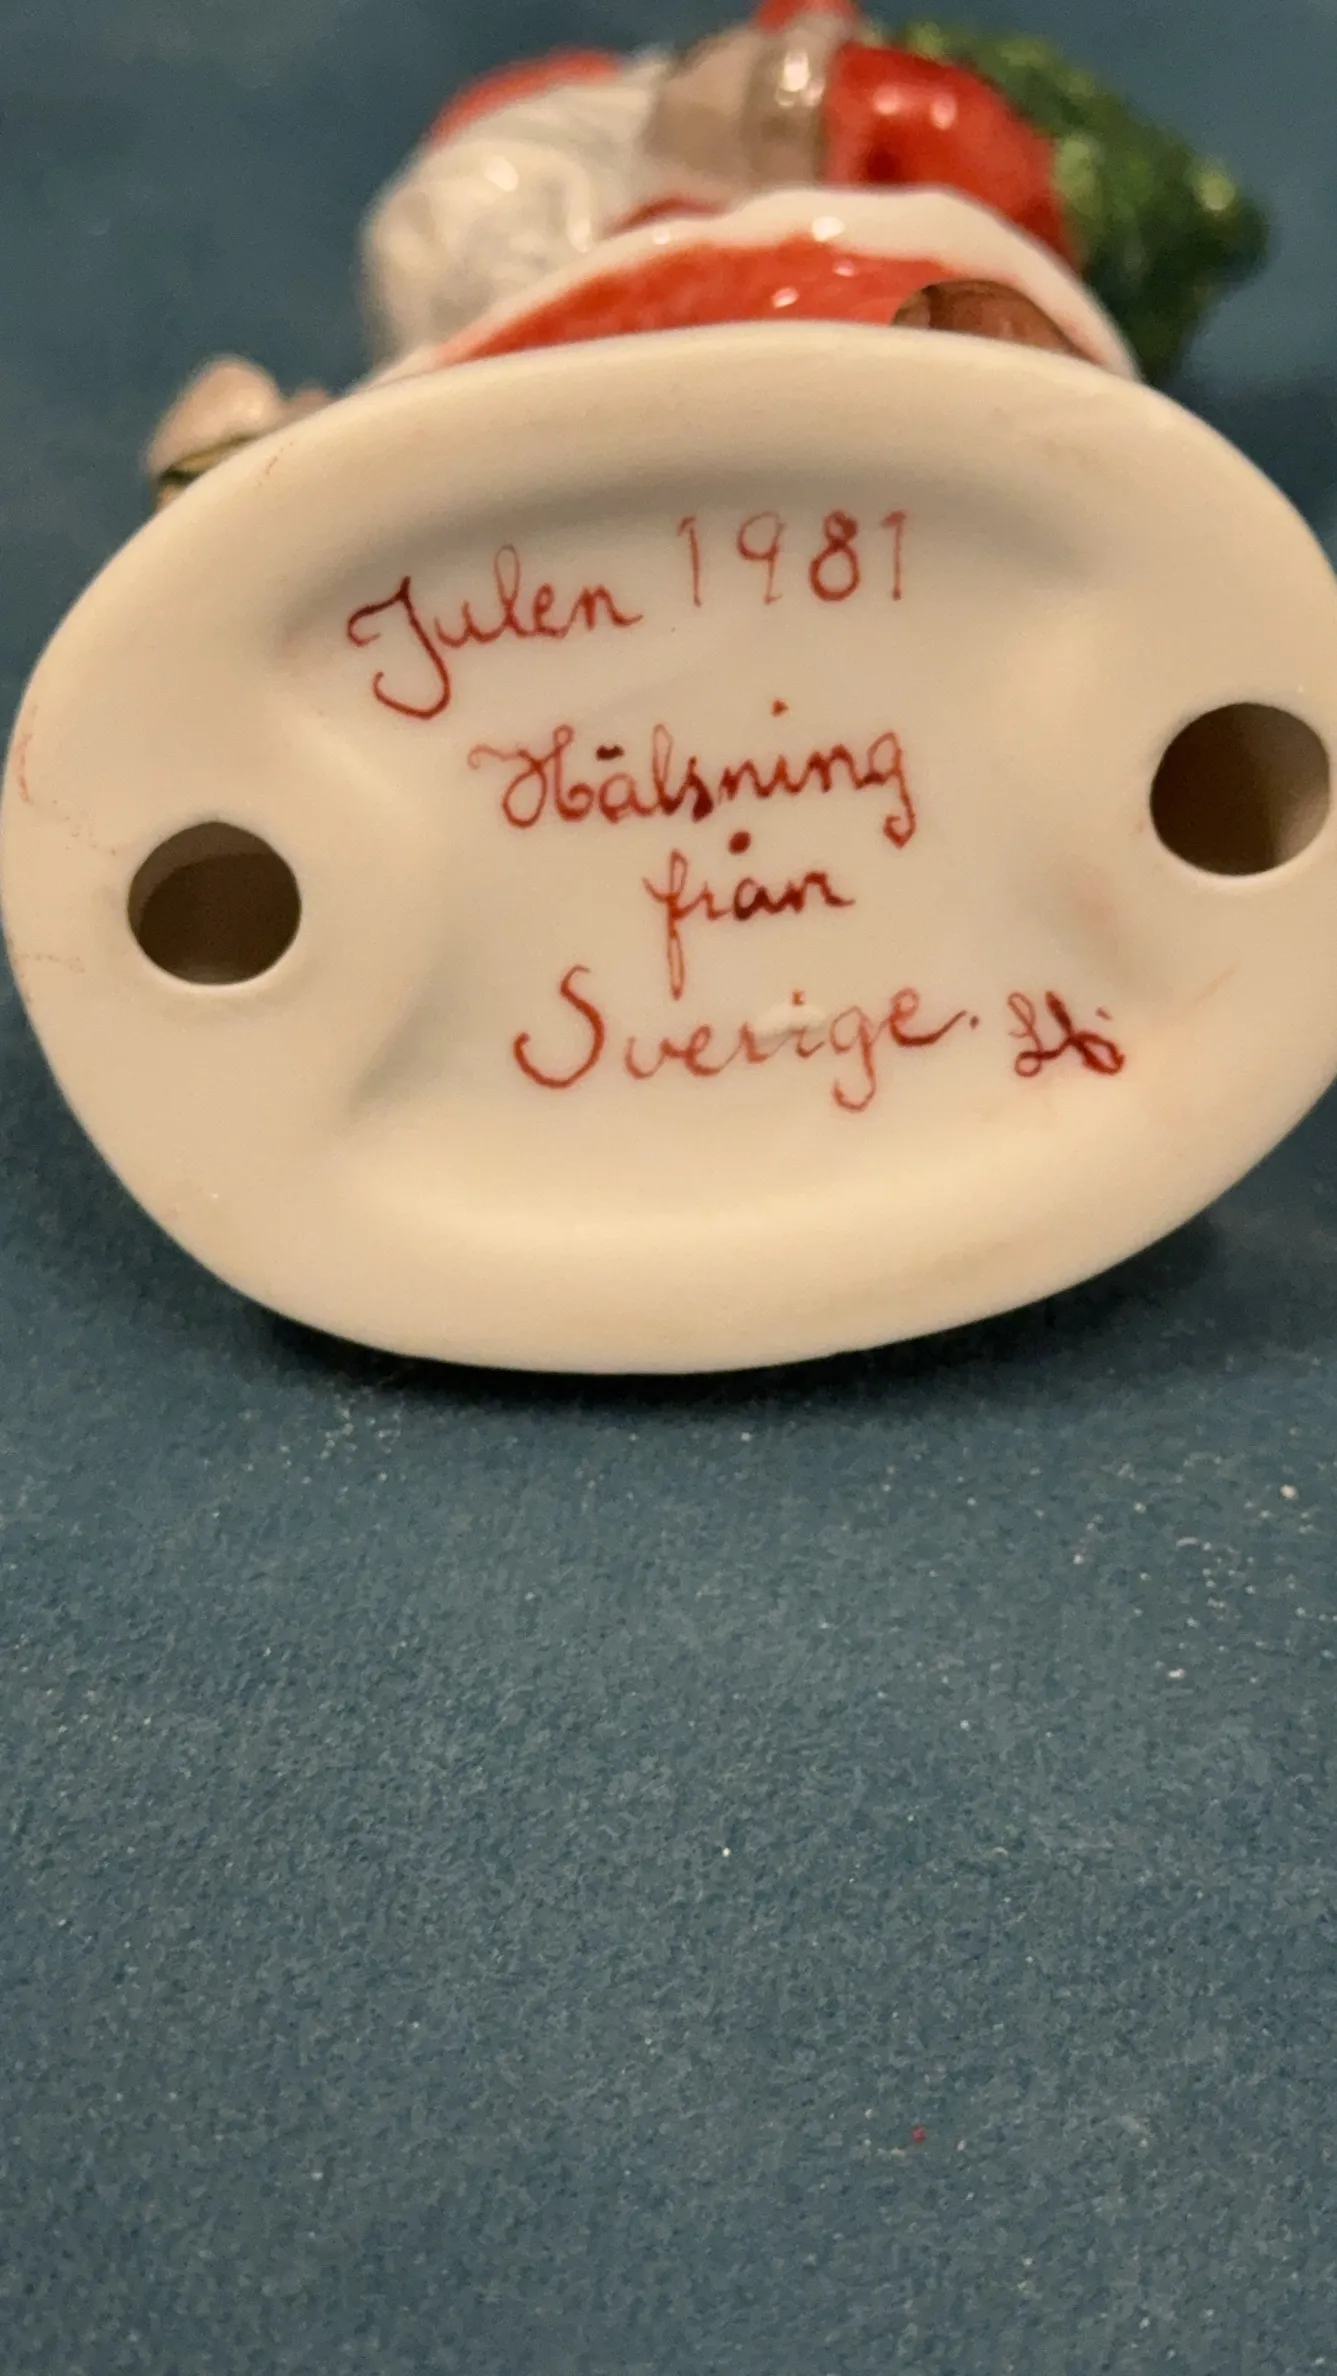 Julen 1981
Hälsning
från
Sverige.